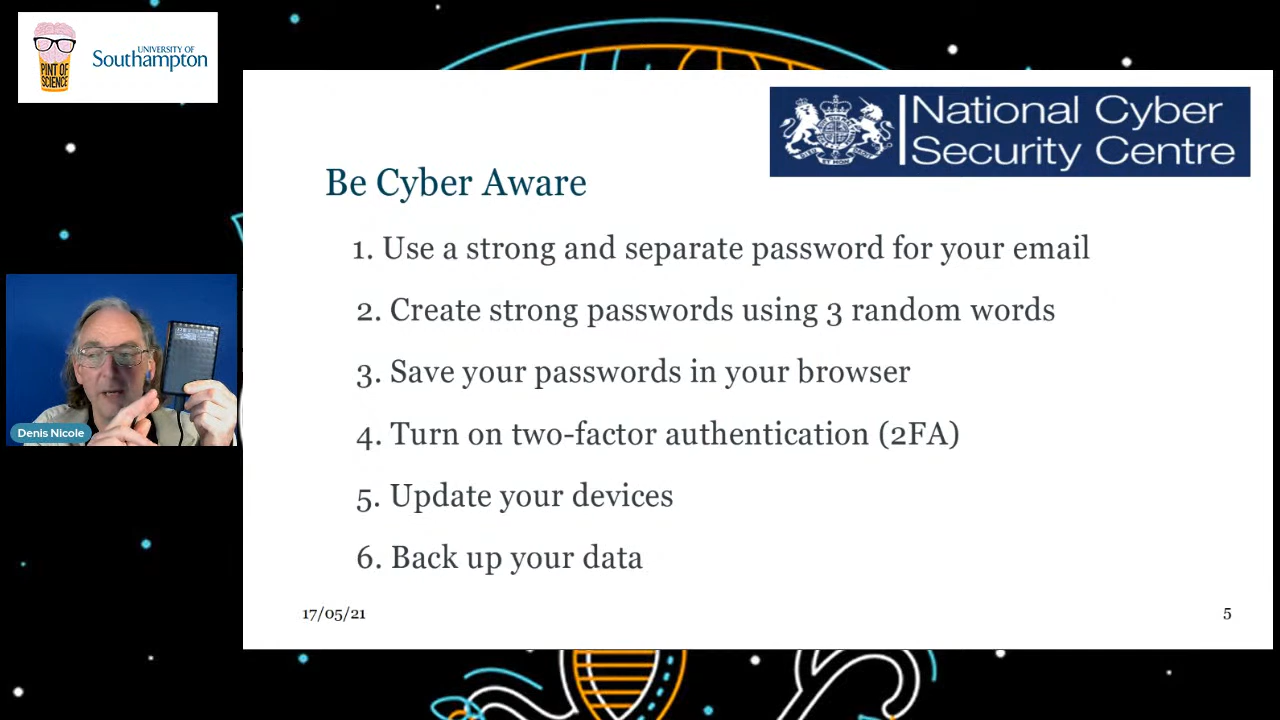 PINT OF
SCIENCE
UNIVERSITY OF
Southampton
National Cyber
Security Centre
Be Cyber Aware
1. Use a strong and separate password for your email
2. Create strong passwords using 3 random words
3. Save your passwords in your browser
4. Turn on two-factor authentication (2FA)
5. Update your devices
6. Back up your data
Denis Nicole
17/05/21
5